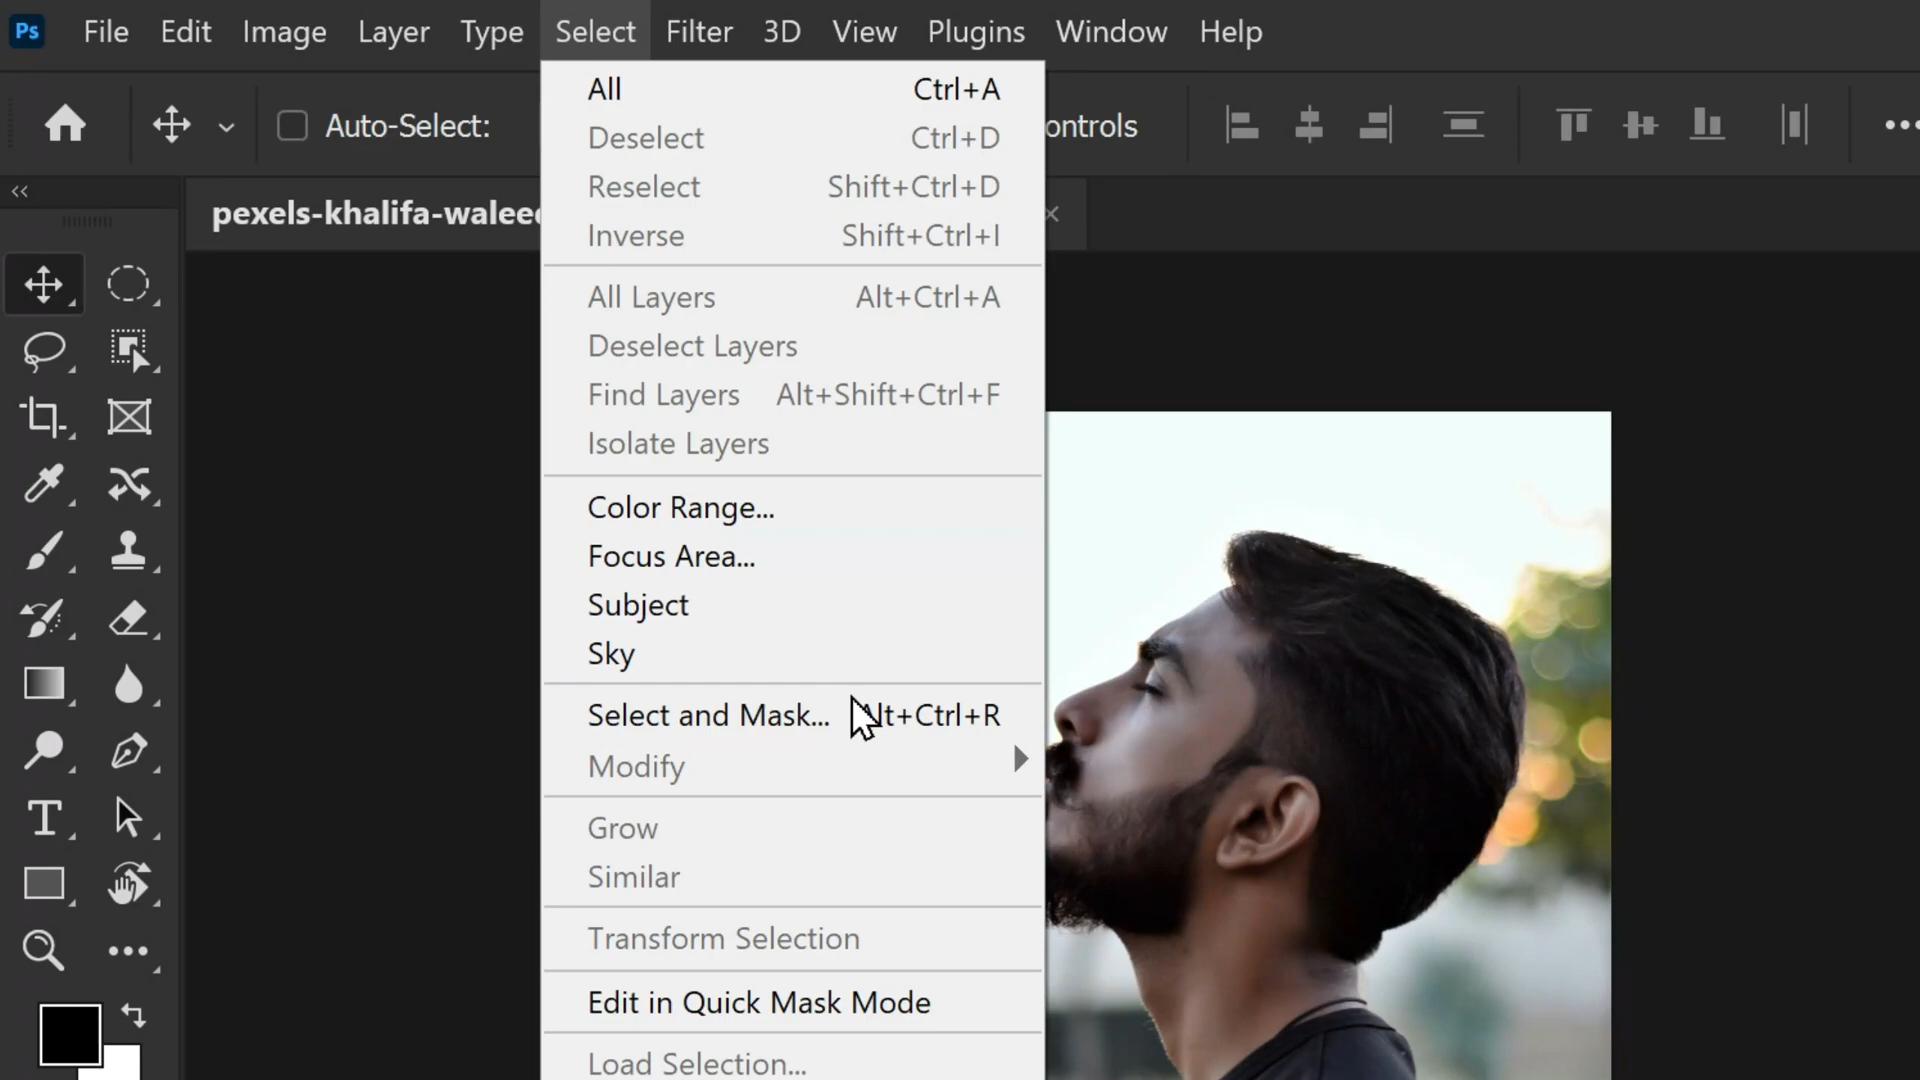 Ps File Edit Image Layer Type Select Filter 3D View Plugins Window Help
Auto-Select:
ontrols
pexels-khalifa-walee
All Ctrl+A
Deselect Ctrl+D
Reselect Shift+Ctrl+D
Inverse Shift+Ctrl+I
All Layers Alt+Ctrl+A
Deselect Layers
Find Layers Alt+Shift+Ctrl+F
Isolate Layers
Color Range...
Focus Area...
Subject
Sky
Select and Mask... Alt+Ctrl+R
Modify
Grow
Similar
Transform Selection
Edit in Quick Mask Mode
Load Selection...